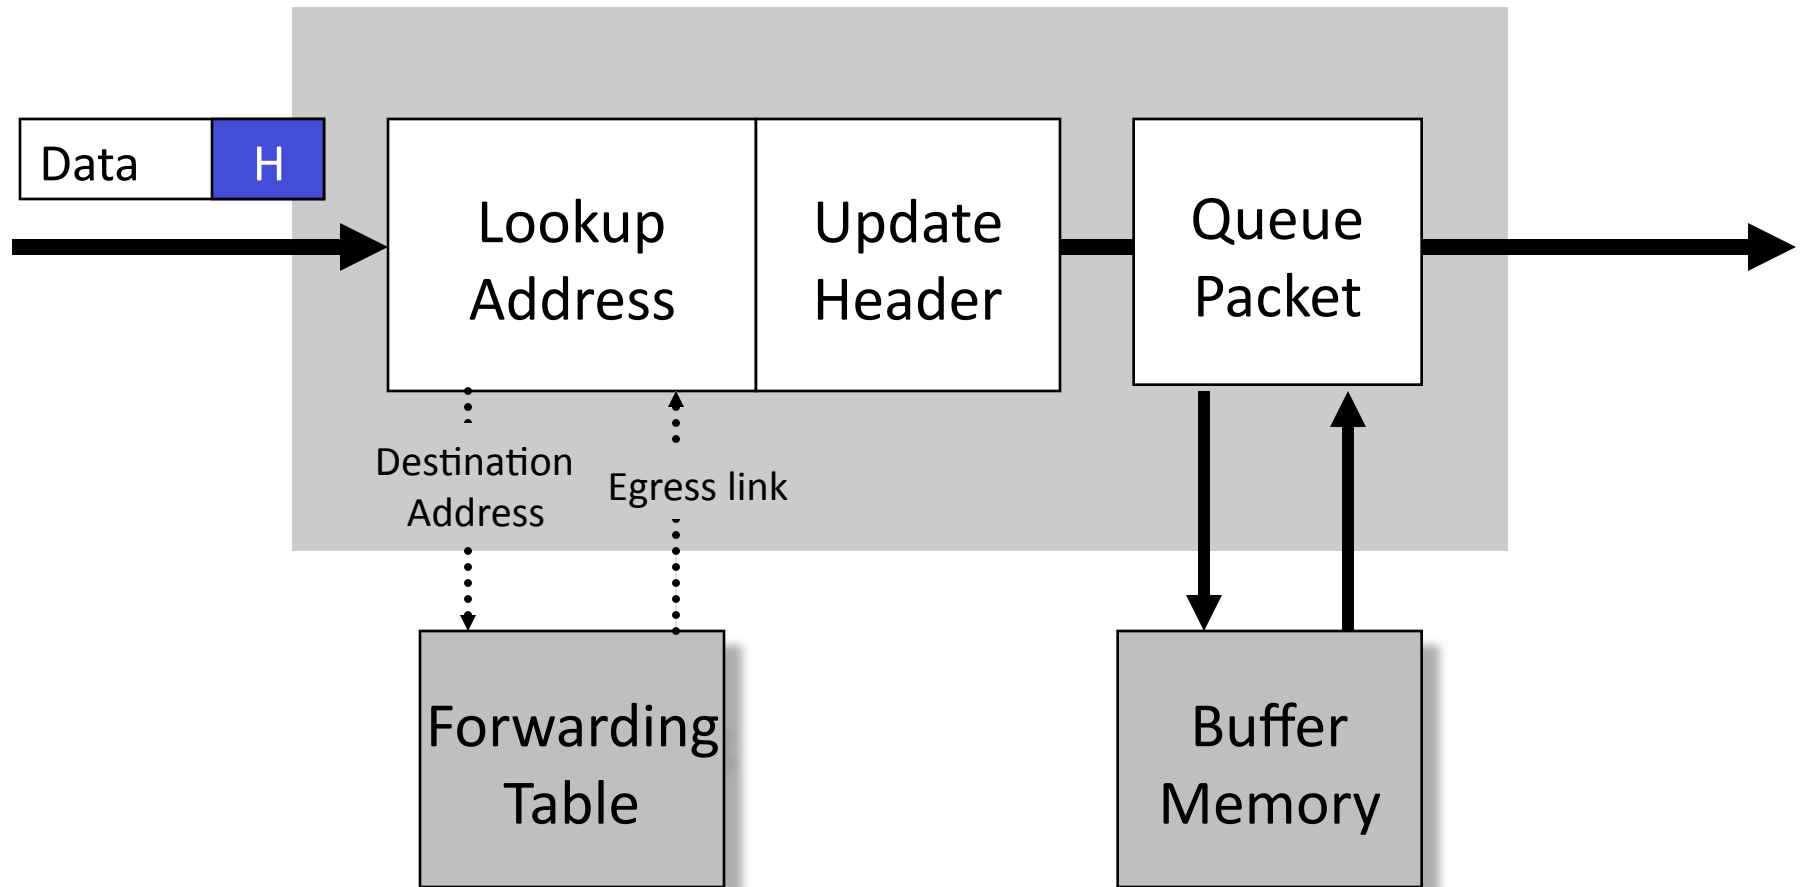 Data
H
Lookup
Address
Update
Header
Queue
Packet
Destination
Address
Egress link
Forwarding
Table
Buffer
Memory